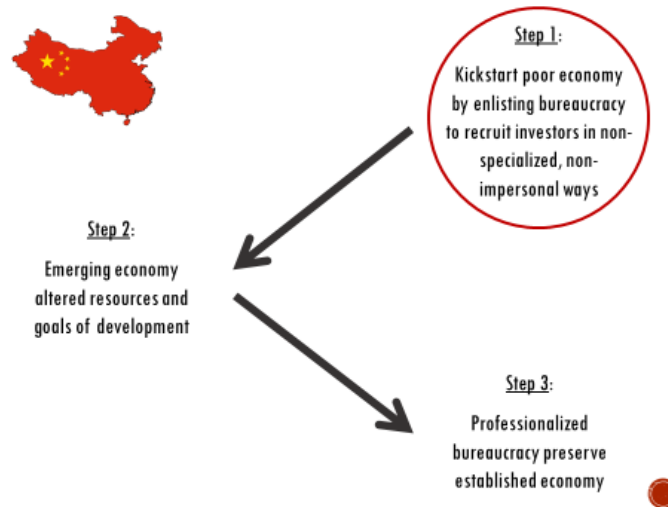 Step 1:
Kickstart poor economy
by enlisting bureaucracy
to recruit investors in non-
specialized, non-
impersonal ways
Step 2:
Emerging economy
altered resources and
goals of development
Step 3:
Professionalized
bureaucracy preserve
established economy